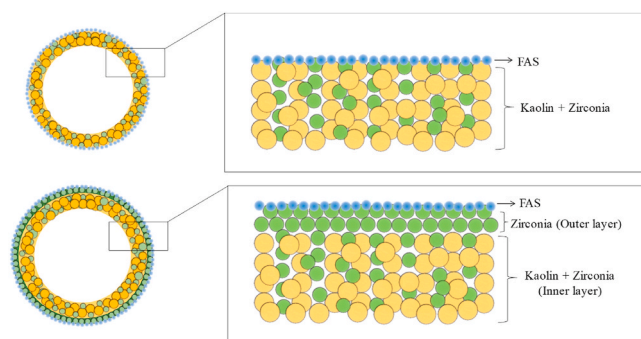 FAS
Kaolin + Zirconia
FAS
Zirconia (Outer layer)
Kaolin + Zirconia
(Inner layer)